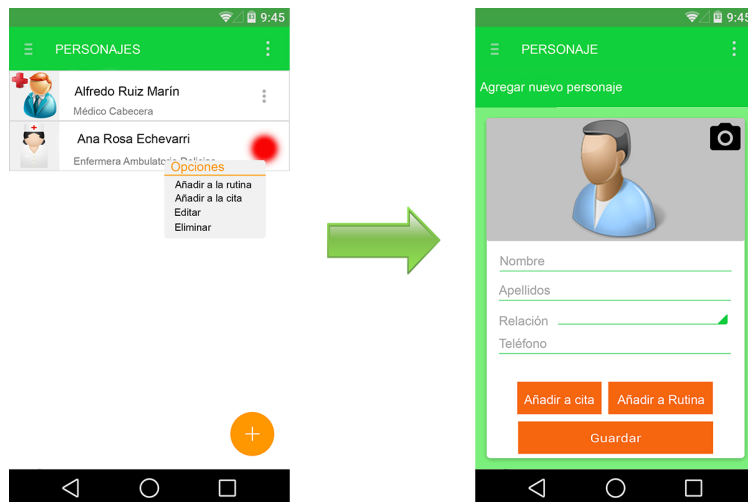 9:45
PERSONAJES
Alfredo Ruiz Marín
Médico Cabecera
Ana Rosa Echevarri
Enfermera Ambulatorio Delicias
Opciones
Añadir a la rutina
Añadir a la cita
Editar
Eliminar
9:45
PERSONAJE
Agregar nuevo personaje
Nombre
Apellidos
Relación
Teléfono
Añadir a cita
Añadir a Rutina
Guardar